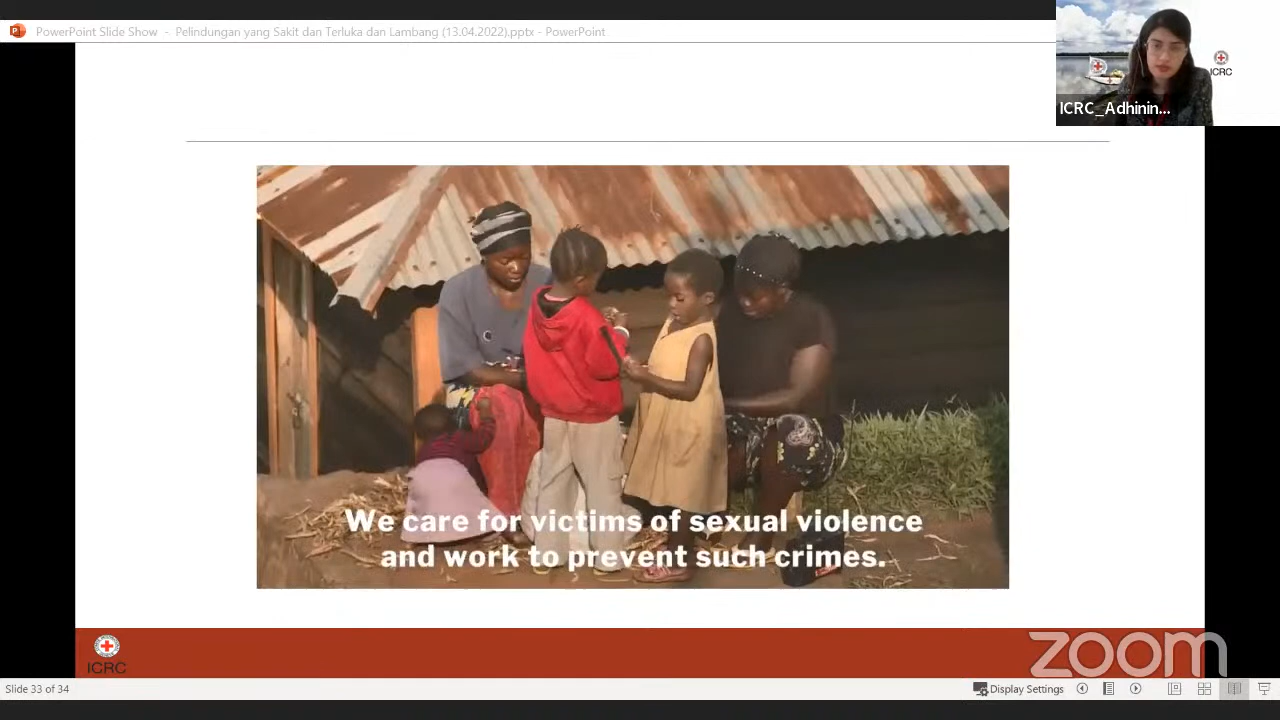 PowerPoint Slide Show - Pelindungan yang Sakit dan Terluka dan Lambang (13.04.2022).pptx - PowerPoint
ICRC
ICRC_Adhinin...
We care for victims of sexual violence
and work to prevent such crimes.
ICRC
zoom
Slide 33 of 34
Display Settings